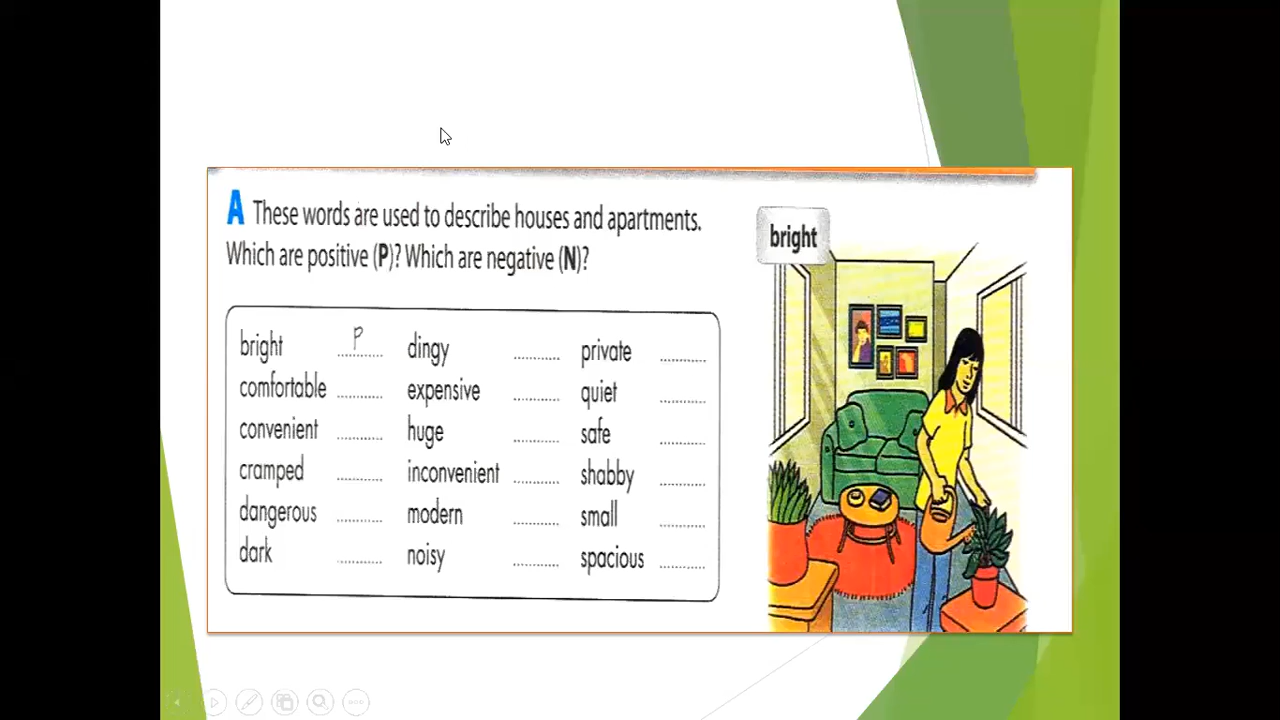 A These words are used to describe houses and apartments.
Which are positive (P)? Which are negative (N)?
bright
bright P dingy ............ private ............
comfortable ............ expensive ............ quiet ............
convenient ............ huge ............ safe ............
cramped ............ inconvenient ............ shabby ............
dangerous ............ modern ............ small ............
dark ............ noisy ............ spacious ............